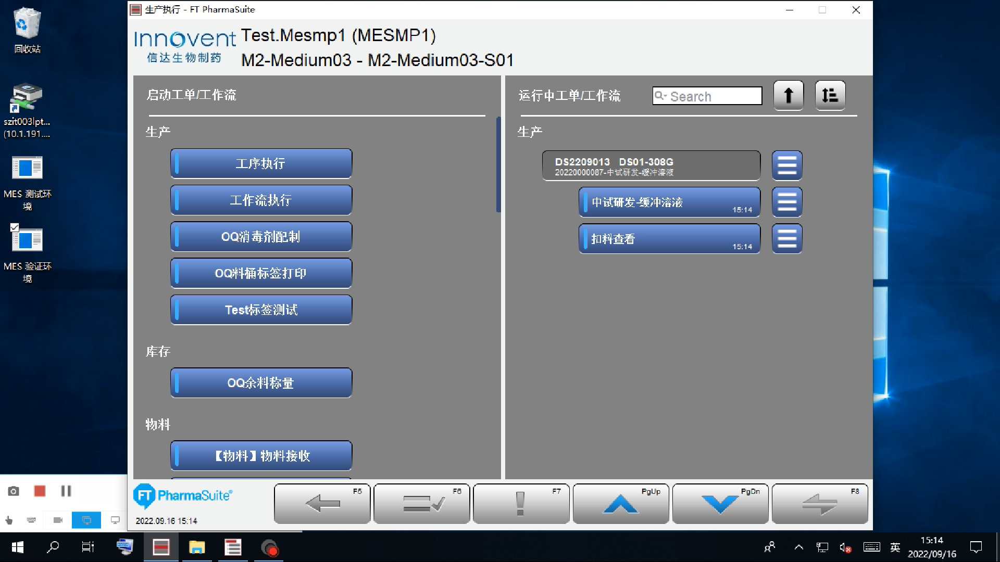 回收站
szit003lpt...
(10.1.191....
MES 测试环
境
MES 验证环
境
生产执行 - FT PharmaSuite
Innovent
信达生物制药
Test.Mesmp1 (MESMP1)
M2-Medium03 - M2-Medium03-S01
启动工单/工作流
生产
工序执行
工作流执行
OQ消毒剂配制
OQ料桶标签打印
Test标签测试
库存
OQ余料称量
物料
【物料】物料接收
运行中工单/工作流
Search
生产
DS2209013 DS01-308G
20220000087-中试研发-缓冲溶液
中试研发-缓冲溶液
15:14
扣料查看
15:14
FT PharmaSuite®
2022.09.16 15:14
F5
F6
F7
PgUp
PgDn
F8
英
15:14
2022/09/16